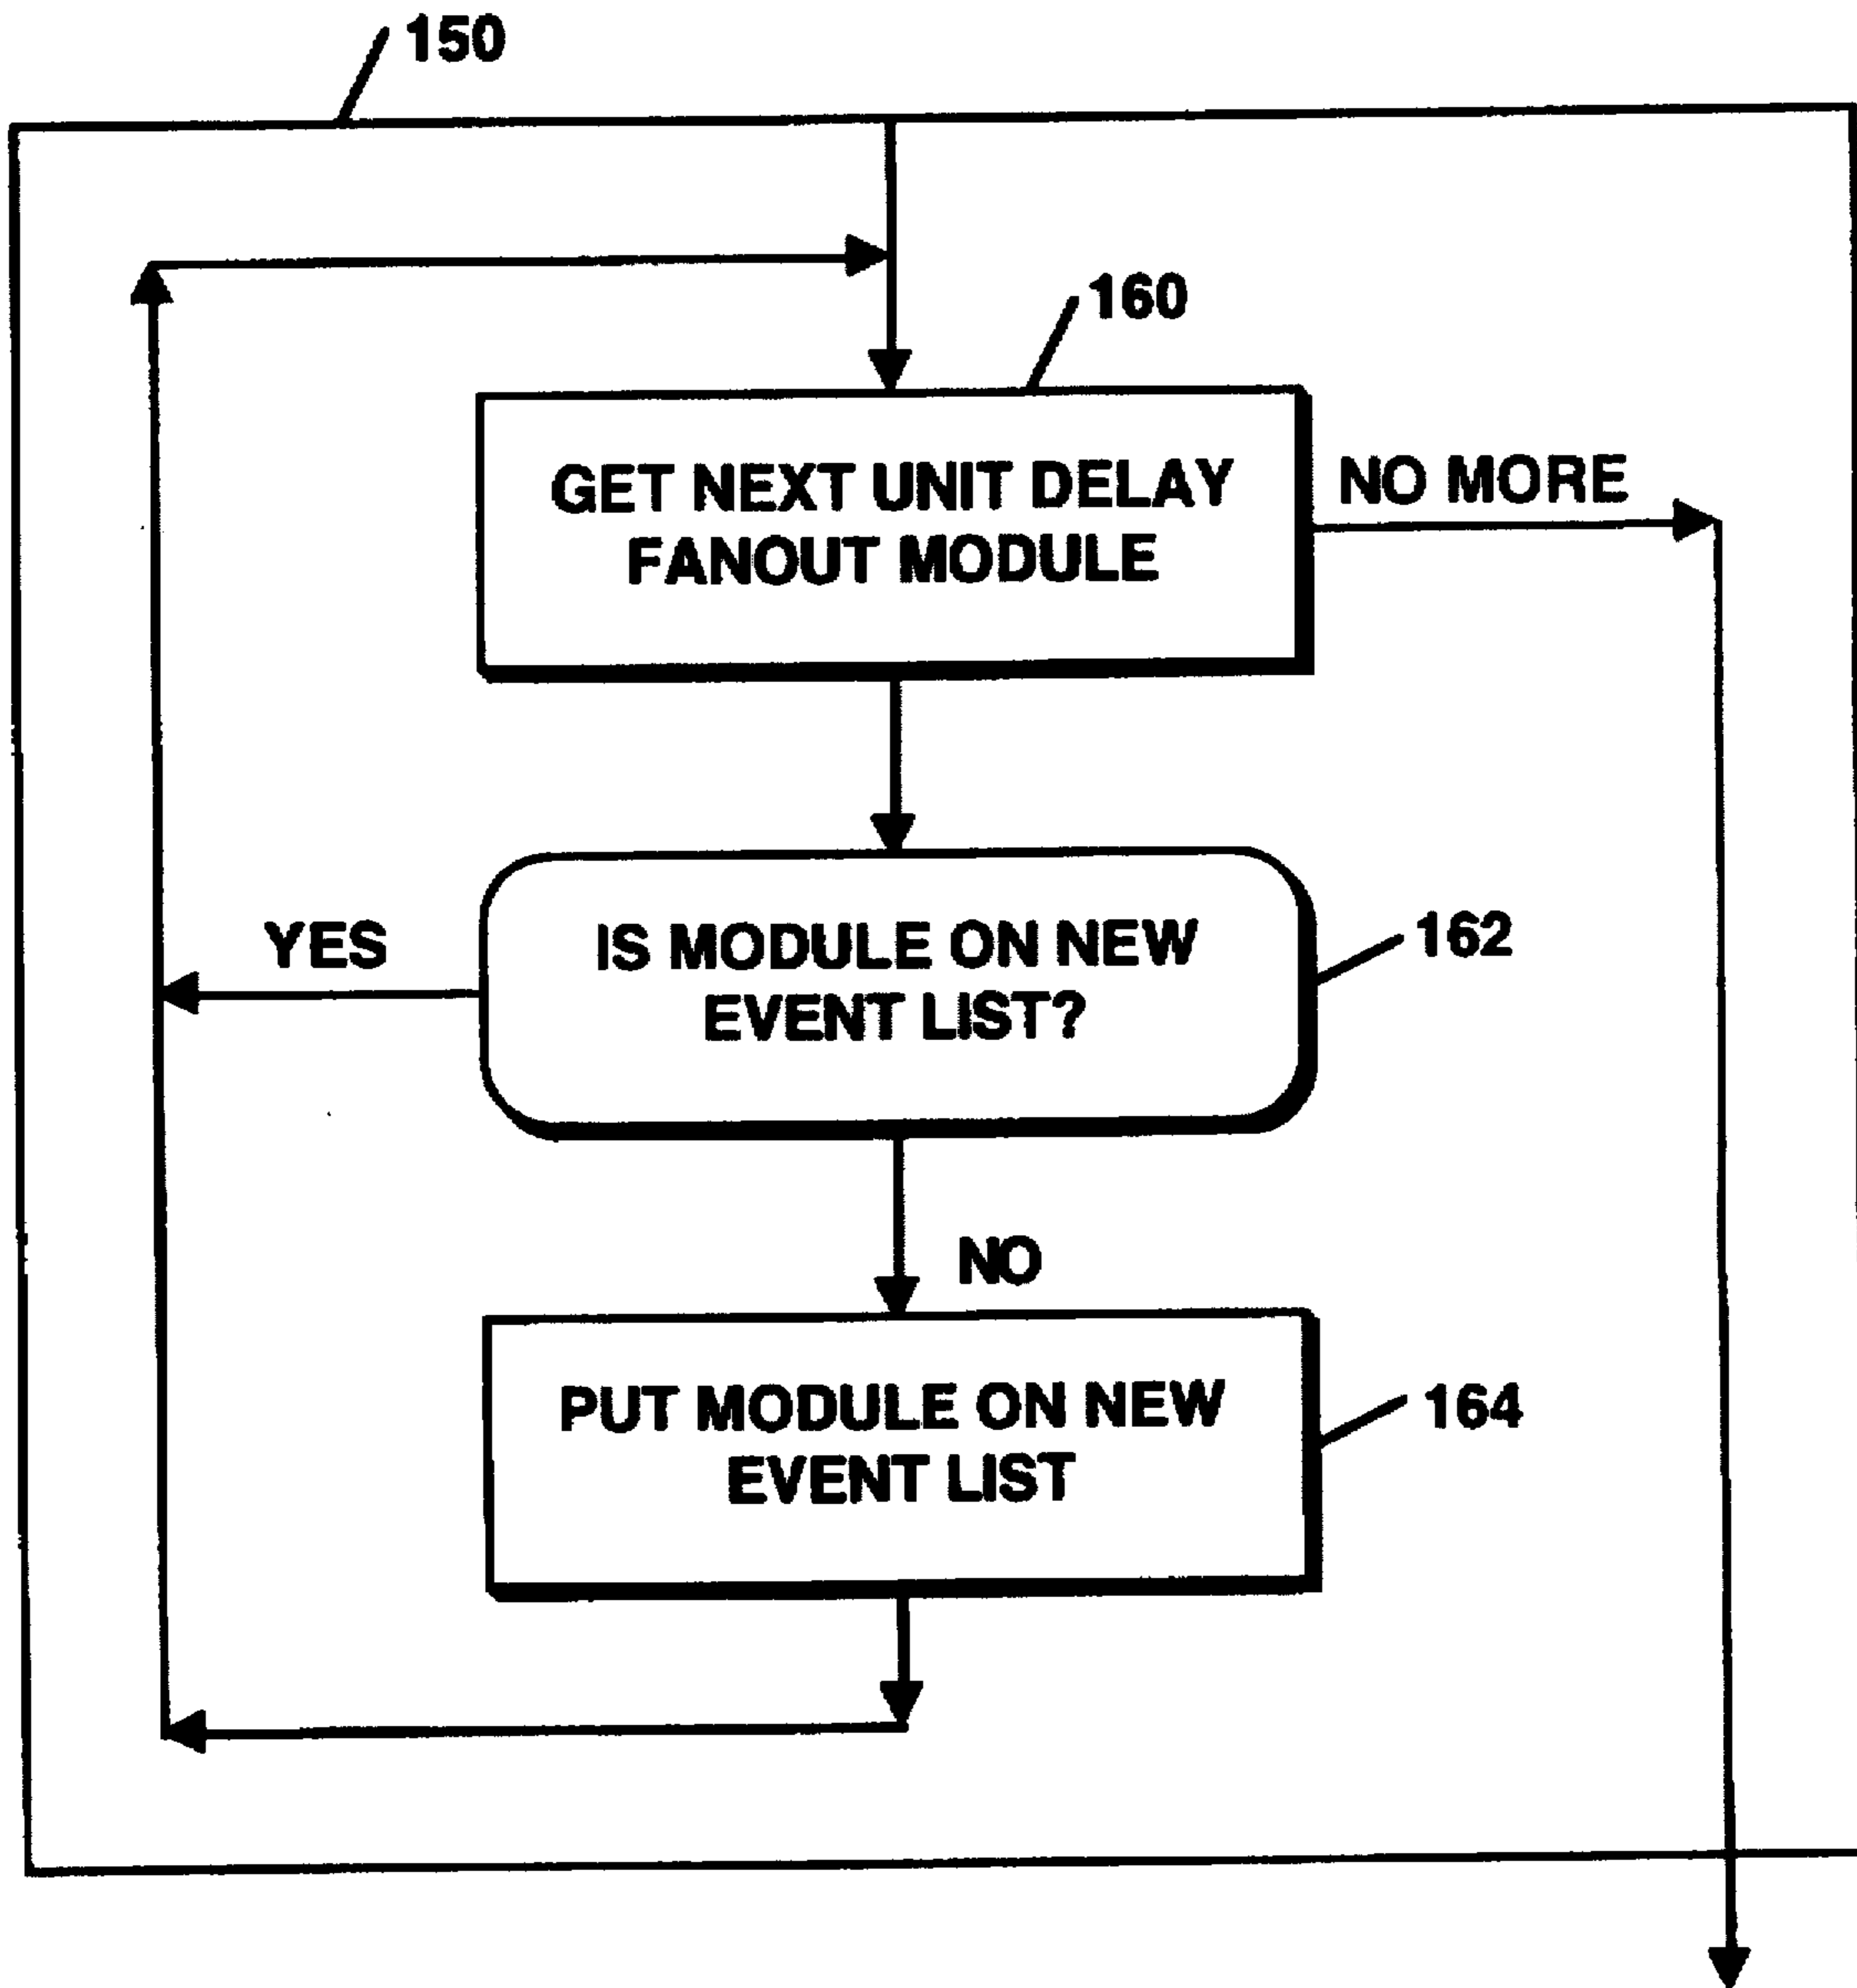 150
160
GET NEXT UNIT DELAY
FANOUT MODULE
NO MORE
YES
IS MODULE ON NEW
EVENT LIST?
162
NO
PUT MODULE ON NEW
EVENT LIST
164